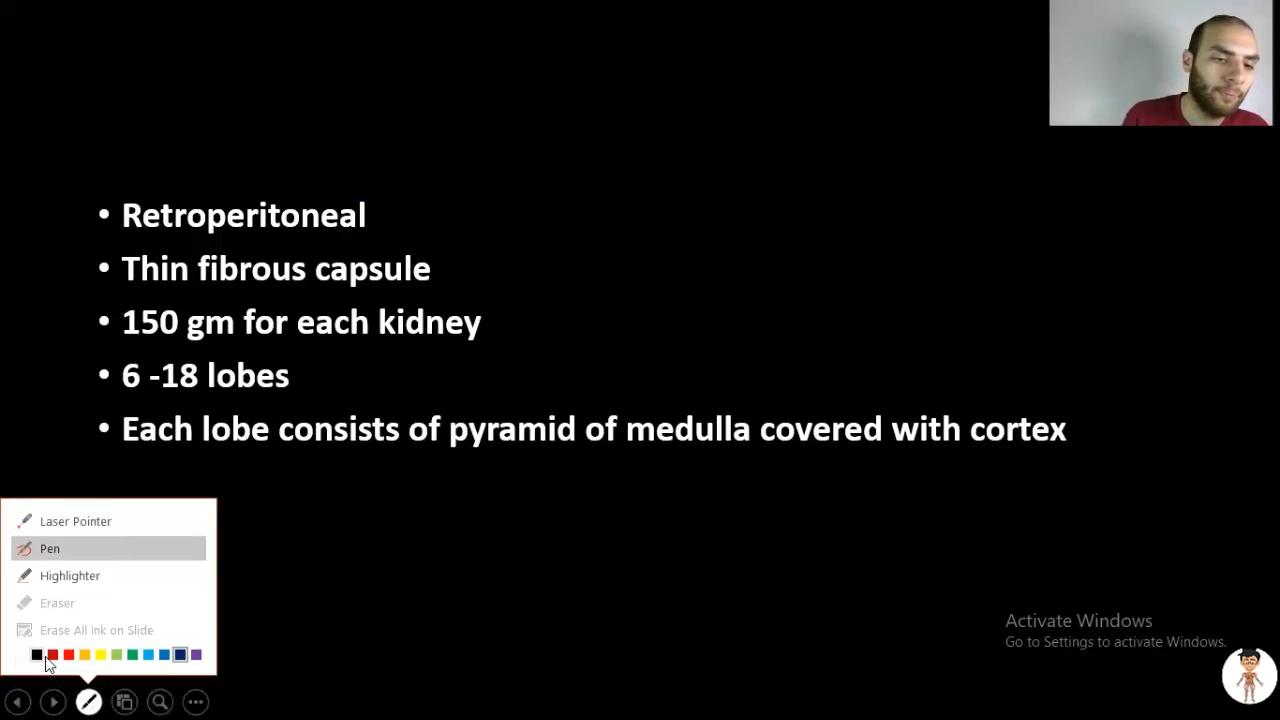 • Retroperitoneal
• Thin fibrous capsule
• 150 gm for each kidney
• 6 -18 lobes
• Each lobe consists of pyramid of medulla covered with cortex
Laser Pointer
Pen
Highlighter
Eraser
Erase All Ink on Slide
Activate Windows
Go to Settings to activate Windows.